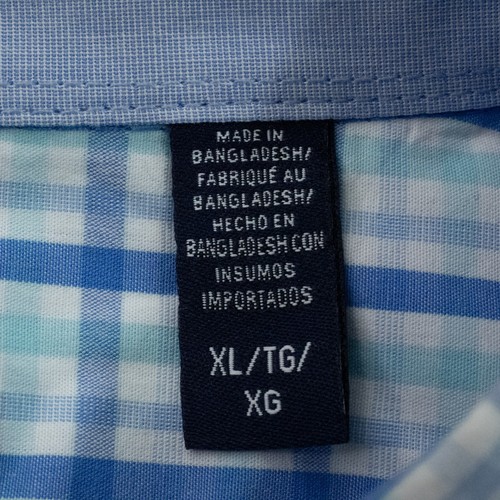 MADE IN
BANGLADESH/
FABRIQUÉ AU
BANGLADESH/
HECHO EN
BANGLADESH CON
INSUMOS
IMPORTADOS
XL/TG/
XG